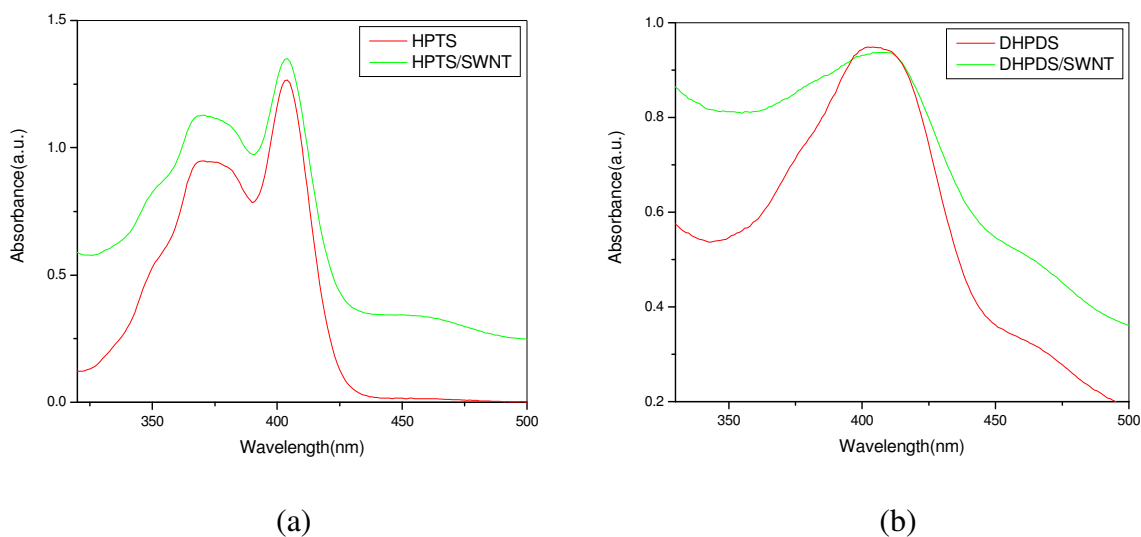 HPTS
HPTS/SWNT
1.5
1.0
0.5
0.0
Absorbance(a.u.)
350
400
450
500
Wavelength(nm)
(a)
DHPDS
DHPDS/SWNT
1.0
0.8
0.6
0.4
0.2
Absorbance(a.u.)
350
400
450
500
Wavelength(nm)
(b)